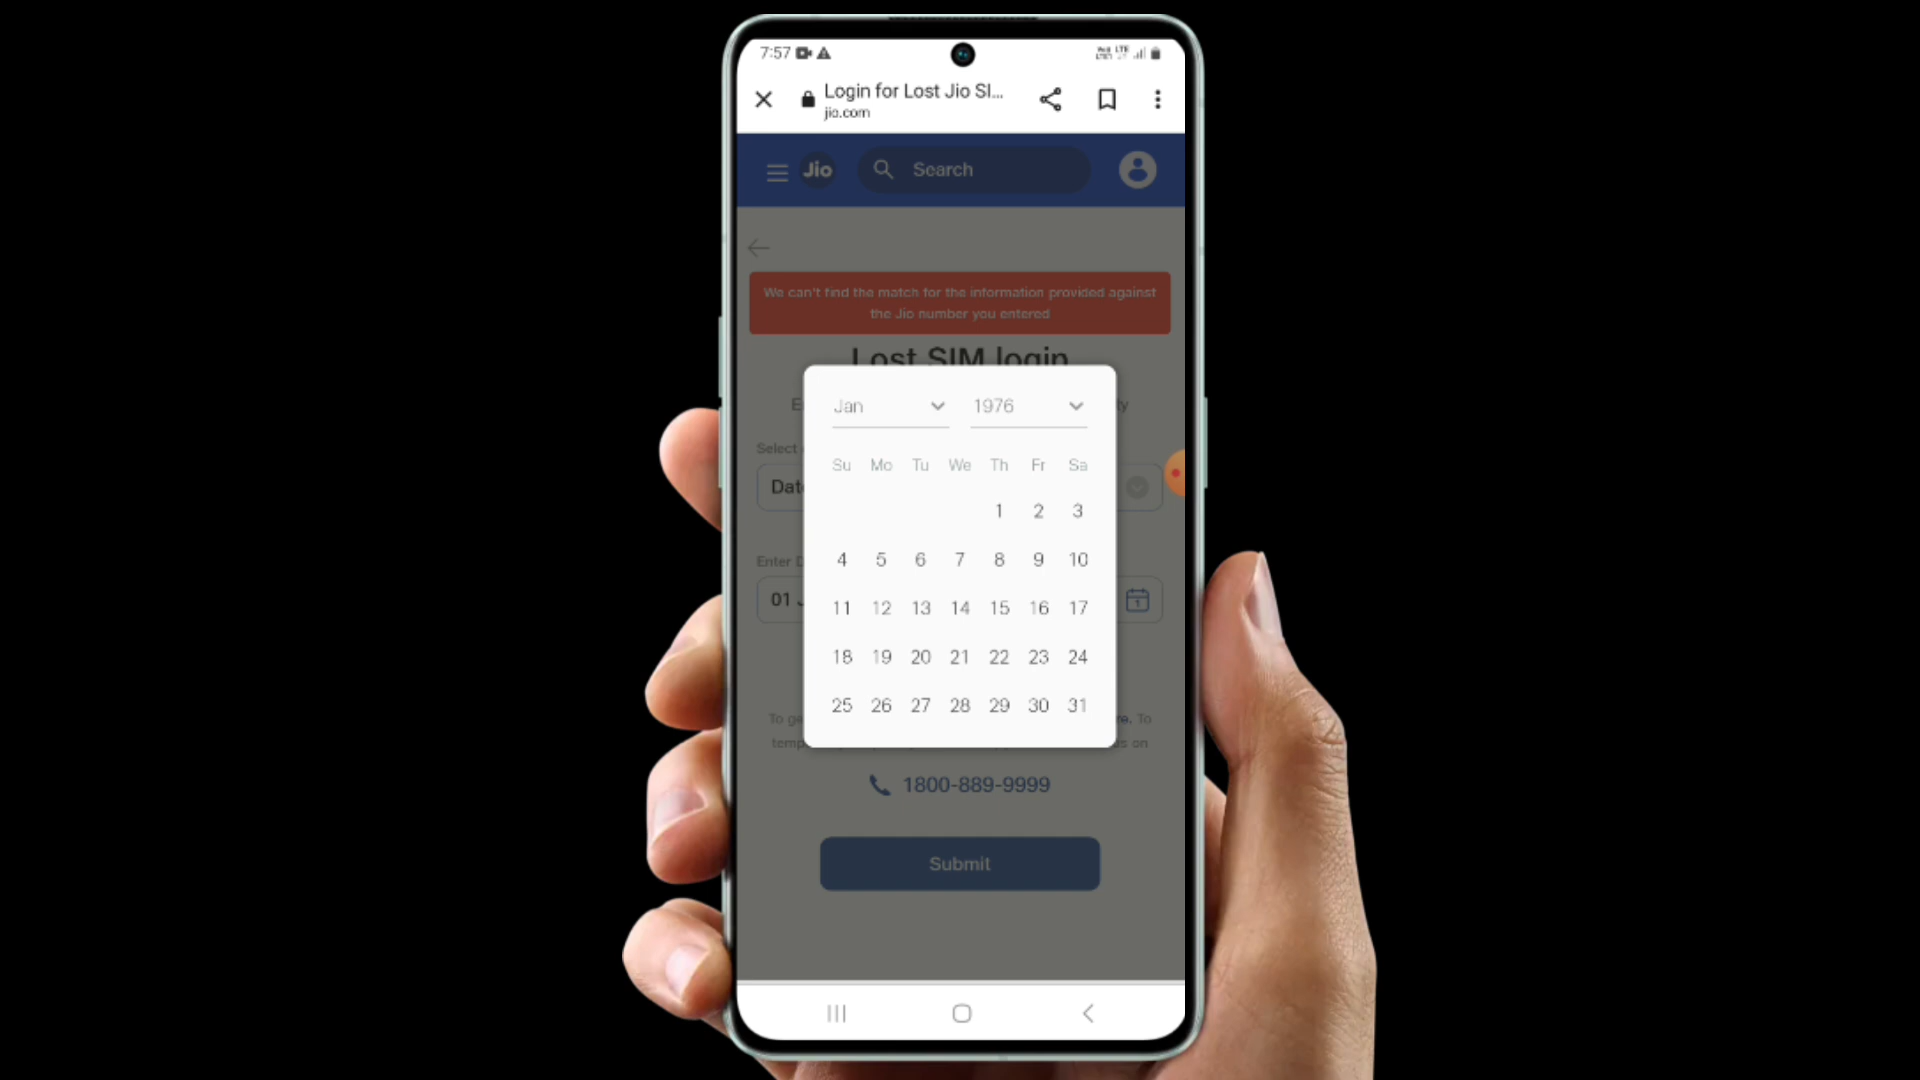 7:57
Login for Lost Jio SI...
jio.com
Jio Search
We can't find the match for the information provided against
the Jio number you entered
Lost SIM login
Jan 1976
Select
Su Mo Tu We Th Fr Sa
1 2 3
4 5 6 7 8 9 10
Enter
01
11 12 13 14 15 16 17
18 19 20 21 22 23 24
25 26 27 28 29 30 31
To
on
1800-889-9999
Submit